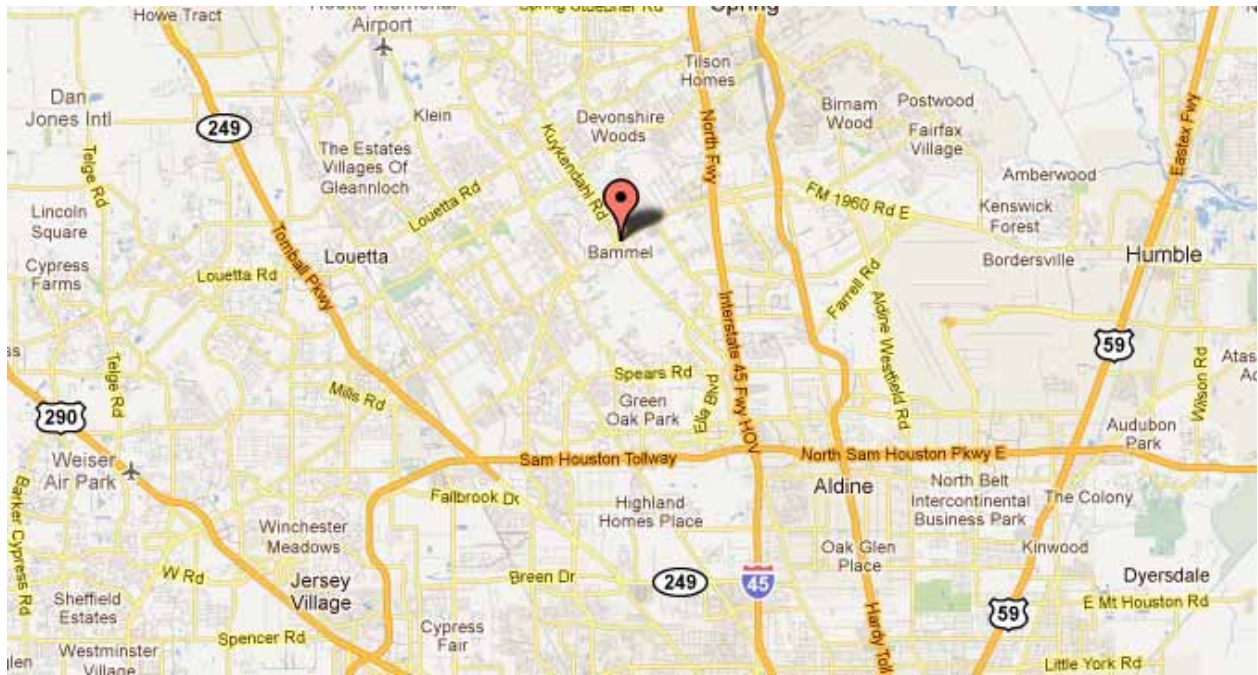 Howe Tract
Hooks Memorial
Airport
Spring Stuebner Rd
Spring
Dan
Jones Intl
249
Klein
Devonshire
Woods
Tilson
Homes
North Fwy
Birnam
Wood
Postwood
Fairfax
Village
Eastex Fwy
Telge Rd
The Estates
Villages Of
Gleannloch
Kuykendahl Rd
Louetta Rd
FM 1960 Rd E
Amberwood
Kenswick
Forest
Lincoln
Square
Cypress
Farms
Louetta Rd
Tomball Pkwy
Louetta
Bammel
Bordersville
Humble
Farrell Rd
Interstate 45 Fwy HOV
Aldine Westfield Rd
59
Telge Rd
Mills Rd
Spears Rd
Ella Blvd
Green
Oak Park
Wilson Rd
290
Audubon
Park
Weiser
Air Park
Sam Houston Tollway
North Sam Houston Pkwy E
Barker Cypress Rd
Fallbrook Dr
Highland
Homes Place
Aldine
North Belt
Intercontinental
Business Park
The Colony
Winchester
Meadows
Oak Glen
Place
Kinwood
W Rd
Jersey
Village
Breen Dr
249
45
Hardy Toll
59
Dyersdale
E Mt Houston Rd
Sheffield
Estates
Spencer Rd
Cypress
Fair
Westminster
Village
Little York Rd